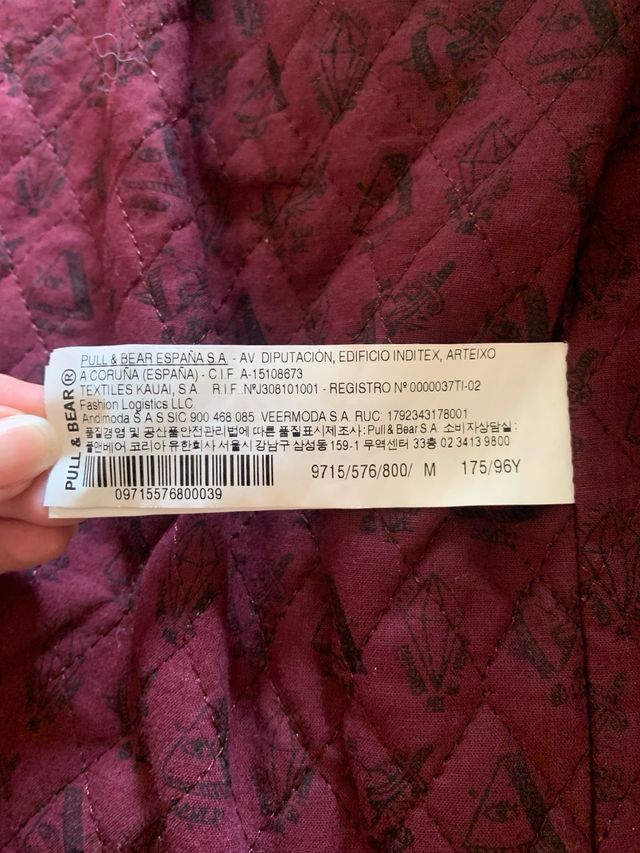 PULL & BEAR®
PULL & BEAR ESPAÑA S.A. - AV DIPUTACIÓN, EDIFICIO INDITEX, ARTEIXO
A CORUÑA (ESPAÑA) - C I F A-15108673
TEXTILES KAUAI, S.A. R.I.F.:NºJ308101001 - REGISTRO Nº 0000037TI-02
Fashion Logistics LLC
Andimoda S A S SIC 900 468 085 VEERMODA S.A. RUC: 1792343178001
품질경영 및 공산품안전관리법에 따른 품질표시제조사 : Pull & Bear S.A. 소비자상담실 :
풀앤베어 코리아 유한회사 서울시 강남구 삼성동 159-1 무역센터 33층 02 3413 9800
09715576800039
9715/576/800/ M 175/96Y